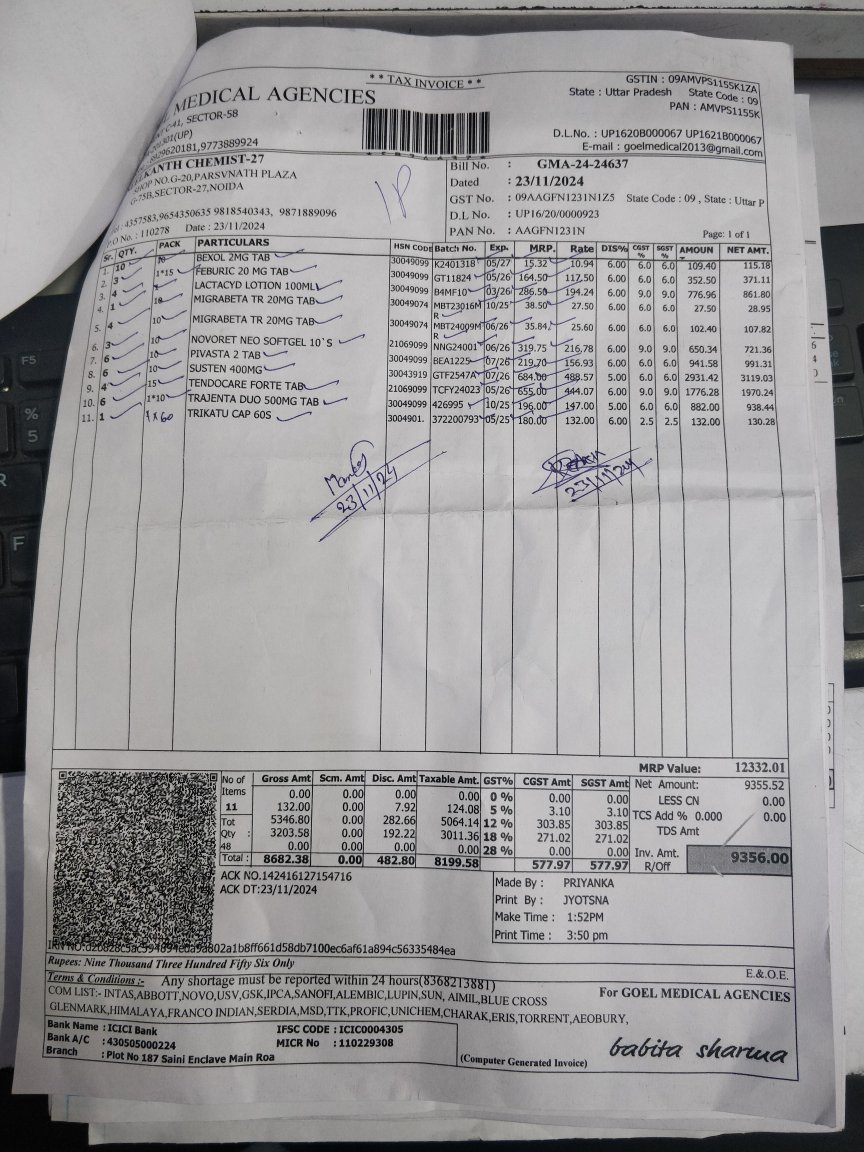 ** TAX INVOICE **
MEDICAL AGENCIES
SECTOR-58
(UP)
,9773889924
GSTIN : 09AMVPS1155K1ZA
State : Uttar Pradesh State Code : 09
PAN : AMVPS1155K
D.L.No. : UP1620B000067 UP1621B000067
E-mail : goelmedical2013@gmail.com
CHEMIST-27
SHOP NO.G-20,PARSVNATH PLAZA
G-75B,SECTOR-27,NOIDA
4357583,9654350635 9818540343, 9871889096
P.O No. : 110278 Date : 23/11/2024
IP
Bill No. : GMA-24-24637
Dated : 23/11/2024
GST No. : 09AAGFN1231N1Z5 State Code : 09 , State : Uttar P
D.L No. : UP16/20/0000923
PAN No. : AAGFN1231N Page: 1 of 1
Sr. QTY. PACK PARTICULARS HSN CODE Batch No. Exp. MRP. Rate DIS% CGST % SGST % AMOUN NET AMT.
1. 10 10 BEXOL 2MG TAB 30049099 K2401318 05/27 15.32 10.94 6.00 6.0 6.0 109.40 115.18
2. 3 1*15 FEBURIC 20 MG TAB 30049099 GT11824 05/26 164.50 117.50 6.00 6.0 6.0 352.50 371.11
3. 4 LACTACYD LOTION 100ML 30049099 B4MF10 03/26 286.50 194.24 6.00 9.0 9.0 776.96 861.80
4. 1 10 MIGRABETA TR 20MG TAB 30049074 MBT23016M 10/25 38.50 27.50 6.00 6.0 6.0 27.50 28.95
R
5. 4 10 MIGRABETA TR 20MG TAB 30049074 MBT24009M 06/26 35.84 25.60 6.00 6.0 6.0 102.40 107.82
R
6. 3 10 NOVORET NEO SOFTGEL 10`S 21069099 NNG24001 06/26 319.75 216.78 6.00 9.0 9.0 650.34 721.36
7. 6 10 PIVASTA 2 TAB 30049099 BEA1225 07/26 219.70 156.93 6.00 6.0 6.0 941.58 991.31
8. 6 10 SUSTEN 400MG 30043919 GTF2547A 07/26 684.00 488.57 5.00 6.0 6.0 2931.42 3119.03
9. 4 15 TENDOCARE FORTE TAB 21069099 TCFY24023 05/26 655.00 444.07 6.00 9.0 9.0 1776.28 1970.24
10. 6 1*10 TRAJENTA DUO 500MG TAB 30049099 426995 10/25 196.00 147.00 5.00 6.0 6.0 882.00 938.44
11. 1 1x60 TRIKATU CAP 60S 3004901. 372200793 05/25 180.00 132.00 6.00 2.5 2.5 132.00 130.28
23/11/24
23/11/24
MRP Value: 12332.01
No of Items Gross Amt Scm. Amt Disc. Amt Taxable Amt. GST% CGST Amt SGST Amt
0.00 0.00 0.00 0.00 0 % 0.00 0.00
11 132.00 0.00 7.92 124.08 5 % 3.10 3.10
Tot 5346.80 0.00 282.66 5064.14 12 % 303.85 303.85
Qty : 3203.58 0.00 192.22 3011.36 18 % 271.02 271.02
48 0.00 0.00 0.00 0.00 28 % 0.00 0.00
Total : 8682.38 0.00 482.80 8199.58 577.97 577.97
Net Amount: 9355.52
LESS CN 0.00
TCS Add % 0.000 0.00
TDS Amt
Inv. Amt. 9356.00
R/Off
ACK NO.142416127154716
ACK DT:23/11/2024
Made By : PRIYANKA
Print By : JYOTSNA
Make Time : 1:52PM
Print Time : 3:50 pm
Rupees: Nine Thousand Three Hundred Fifty Six Only
E.& O.E.
Terms & Conditions :- Any shortage must be reported within 24 hours(8368213881)
COM LIST:- INTAS,ABBOTT,NOVO,USV,GSK,IPCA,SANOFI,ALEMBIC,LUPIN,SUN, AIMIL,BLUE CROSS
GLENMARK,HIMALAYA,FRANCO INDIAN,SERDIA,MSD,TTK,PROFIC,UNICHEM,CHARAK,ERIS,TORRENT,AEOBURY,
For GOEL MEDICAL AGENCIES
Bank Name : ICICI Bank IFSC CODE : ICIC0004305
Bank A/C : 430505000224 MICR No : 110229308
Branch : Plot No 187 Saini Enclave Main Roa
(Computer Generated Invoice)
babita sharma
F5
%
5
R
F